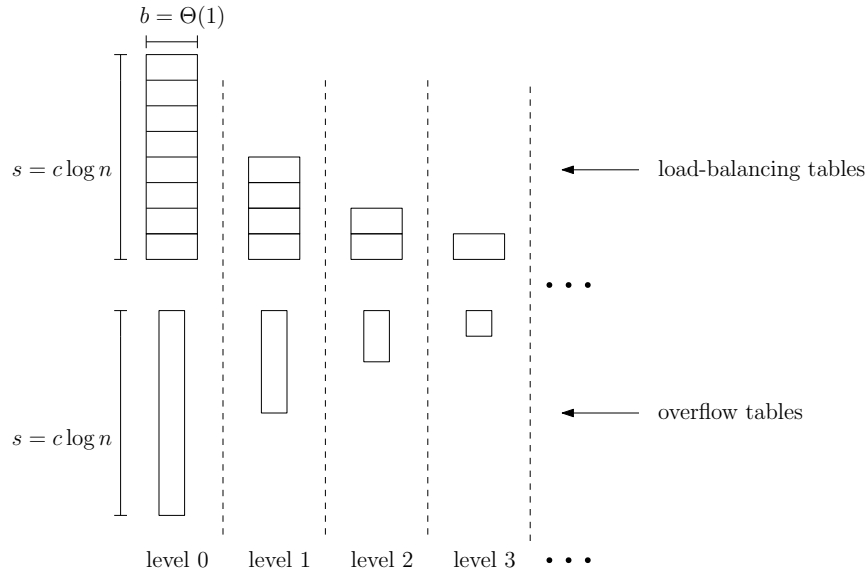 b = Θ(1)
s = c log n
load-balancing tables
s = c log n
overflow tables
level 0
level 1
level 2
level 3